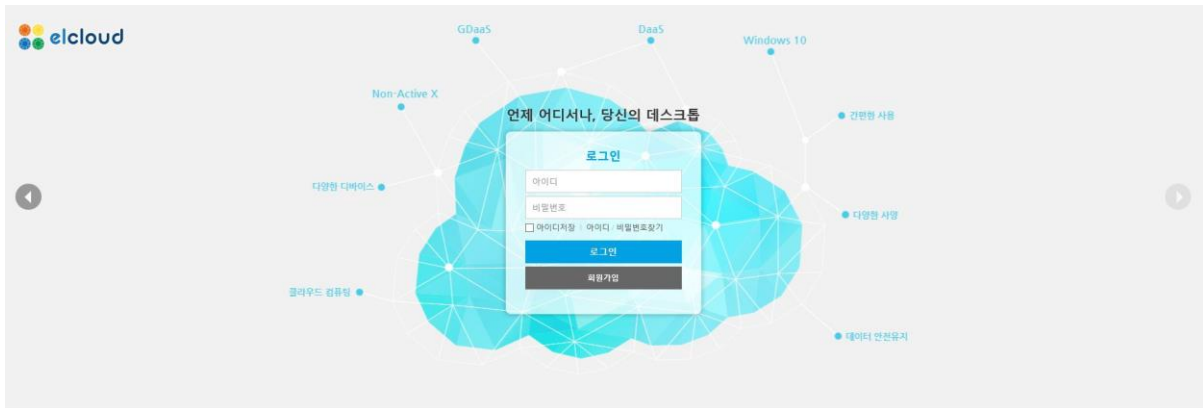 elcloud
GDaaS
DaaS
Windows 10
Non-Active X
언제 어디서나, 당신의 데스크톱
간편한 사용
로그인
다양한 디바이스
아이디
비밀번호
다양한 사양
아이디저장 | 아이디 / 비밀번호찾기
로그인
회원가입
클라우드 컴퓨팅
데이터 안전유지